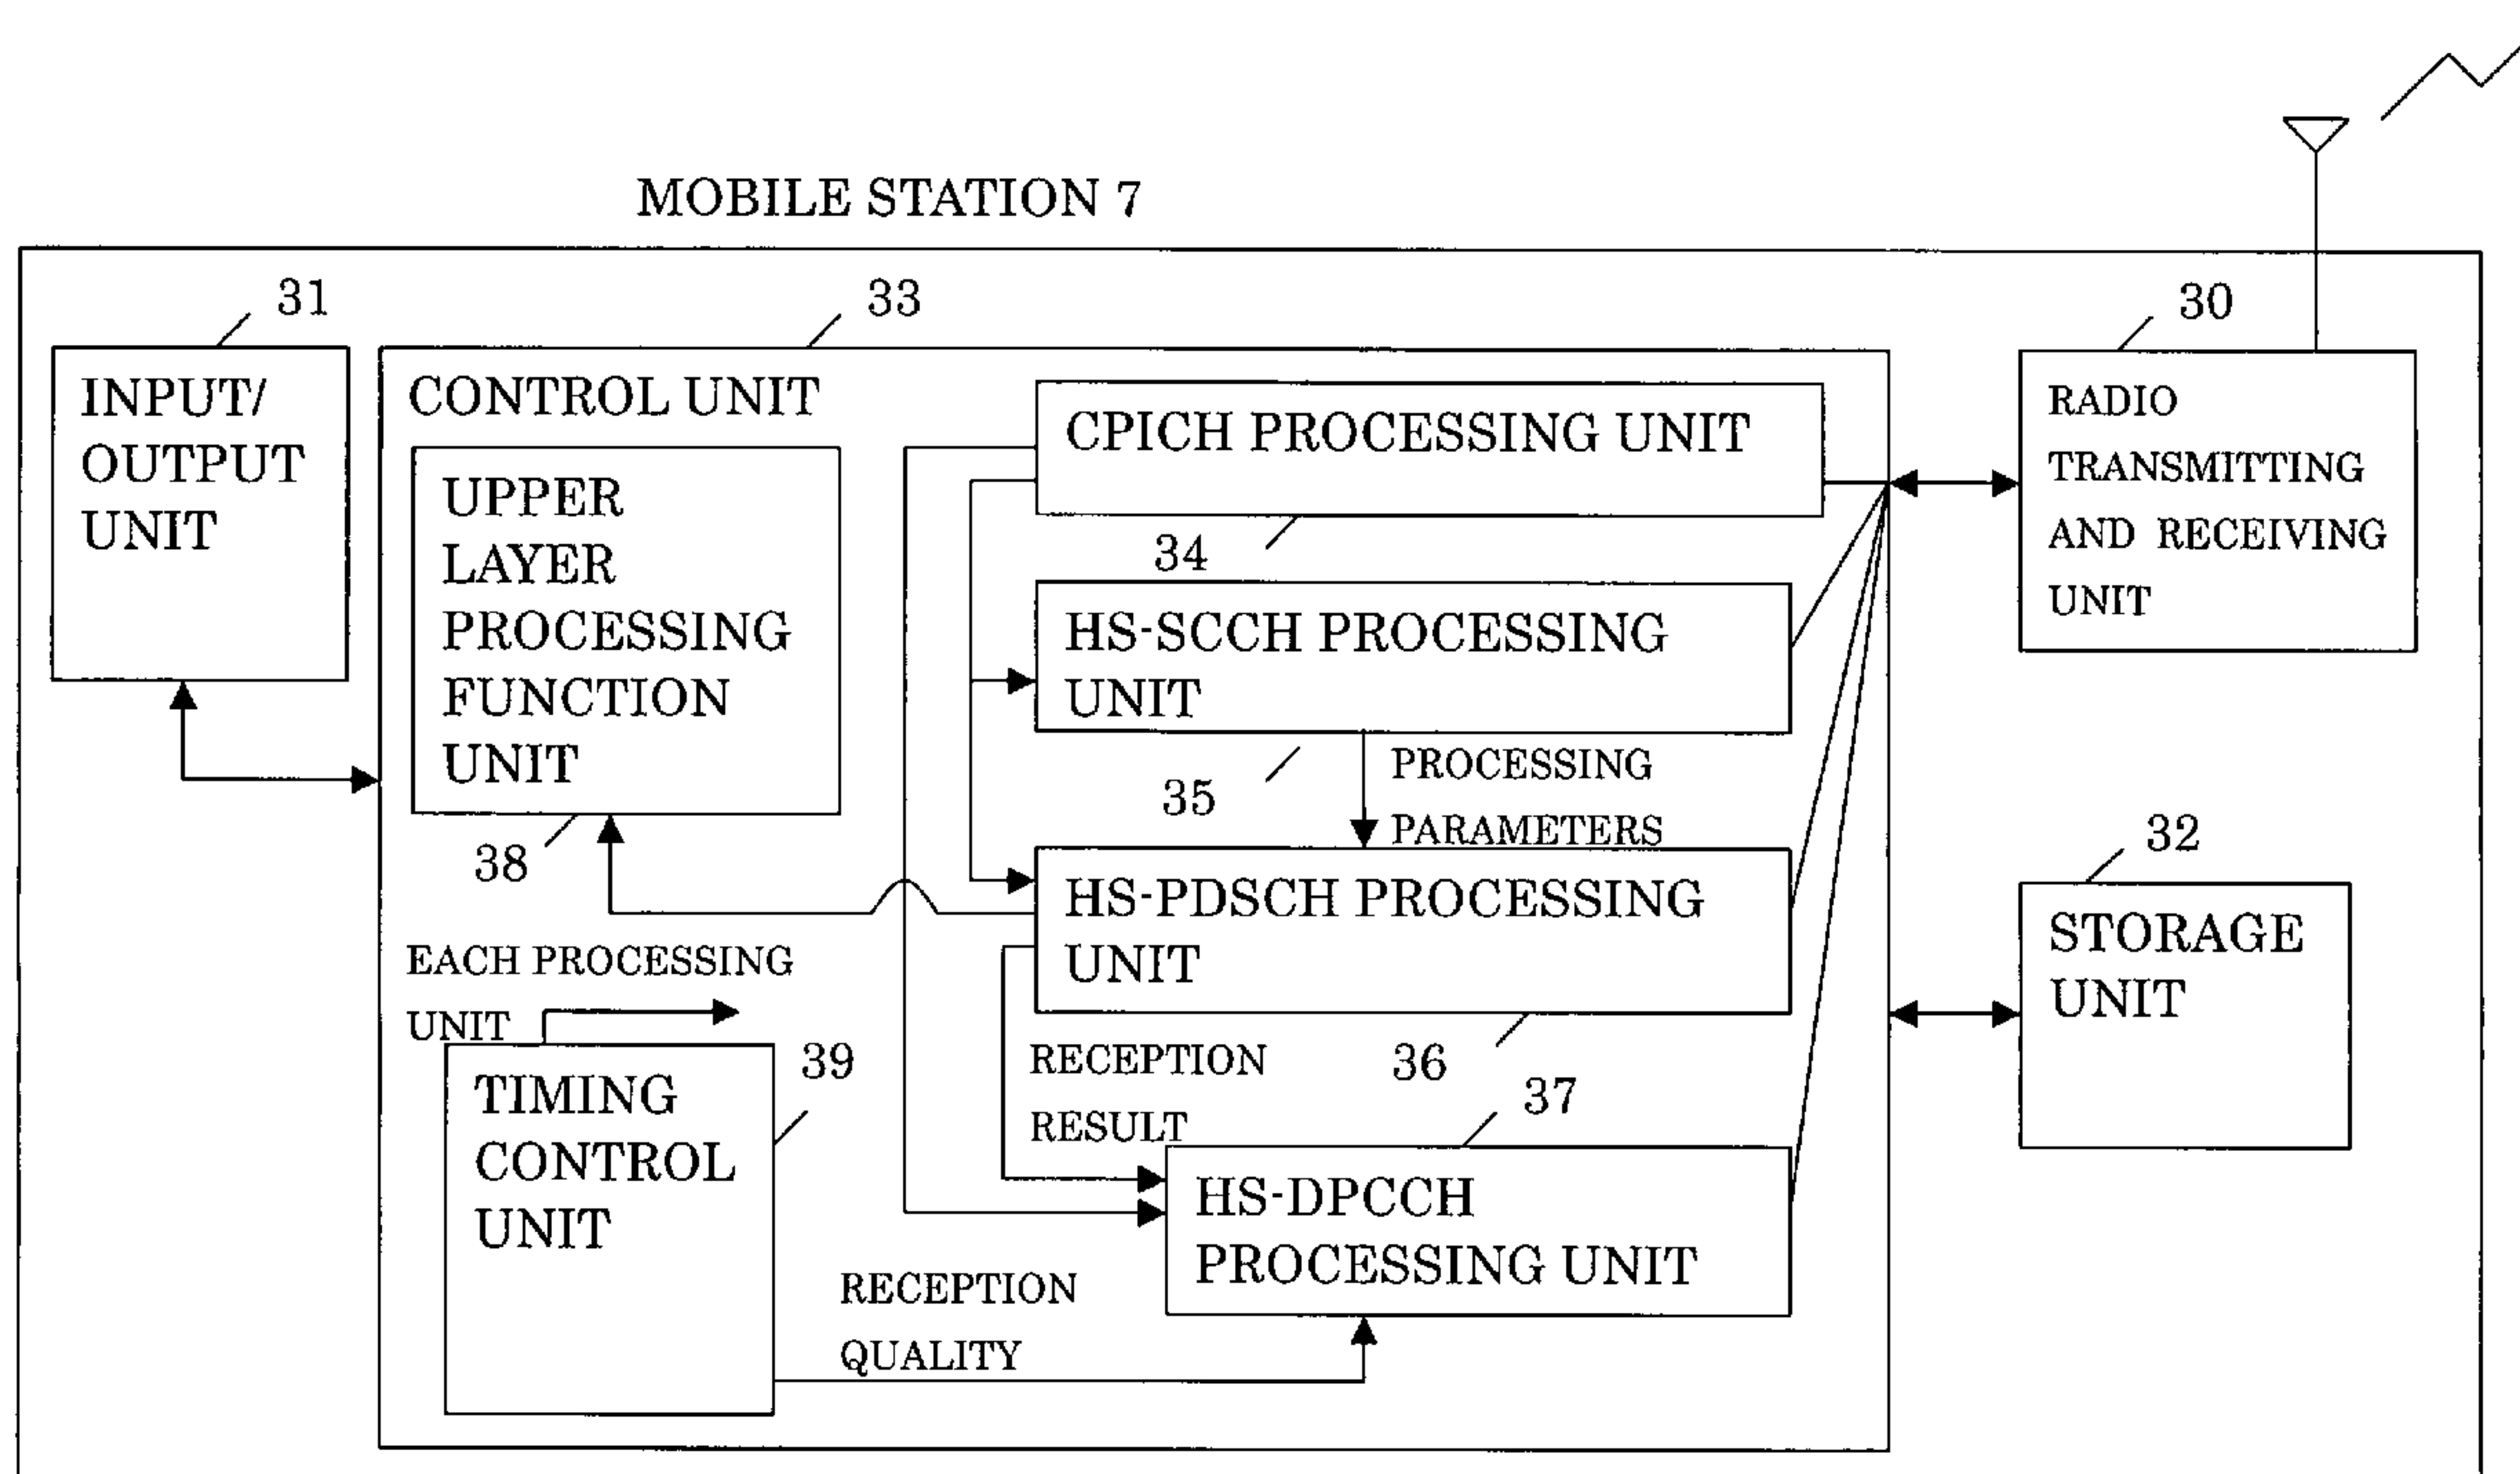 MOBILE STATION 7
31
33
30
INPUT/
OUTPUT
UNIT
CONTROL UNIT
UPPER
LAYER
PROCESSING
FUNCTION
UNIT
38
CPICH PROCESSING UNIT
34
HS-SCCH PROCESSING
UNIT
35
PROCESSING
PARAMETERS
HS-PDSCH PROCESSING
UNIT
36
RADIO
TRANSMITTING
AND RECEIVING
UNIT
32
STORAGE
UNIT
EACH PROCESSING
UNIT
39
TIMING
CONTROL
UNIT
RECEPTION
RESULT
37
HS-DPCCH
PROCESSING UNIT
RECEPTION
QUALITY